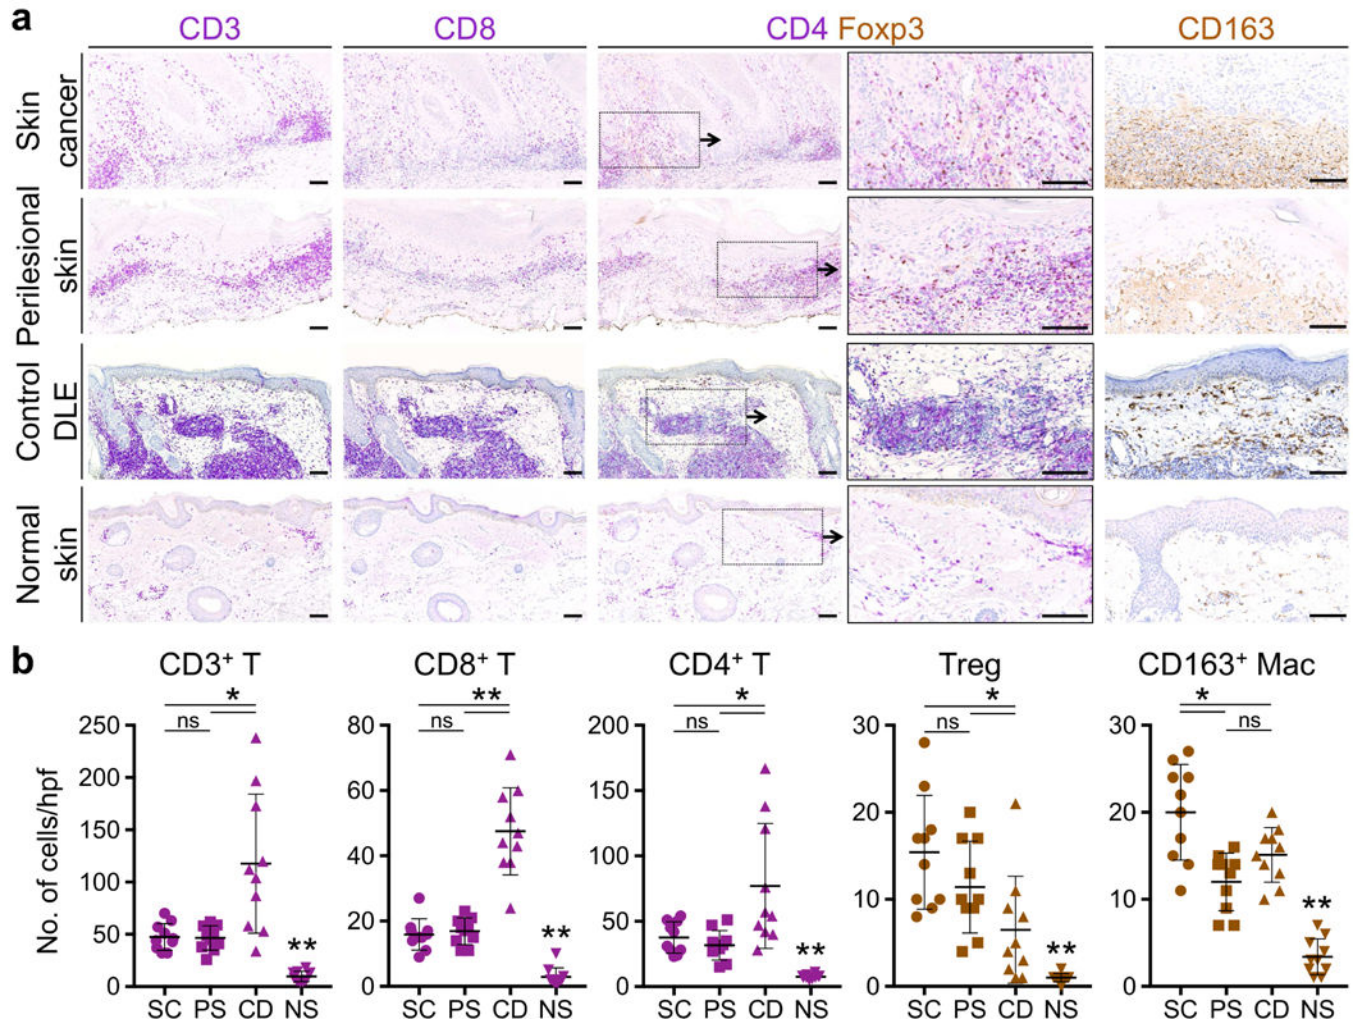 a
CD3
CD8
CD4 Foxp3
CD163
Skin
cancer
Perilesional
skin
Control
DLE
Normal
skin
b
CD3⁺ T
CD8⁺ T
CD4⁺ T
Treg
CD163⁺ Mac
No. of cells/hpf
250
200
150
100
50
0
*
ns
**
SC PS CD NS
80
60
40
20
0
**
ns
**
SC PS CD NS
200
150
100
50
0
*
ns
**
SC PS CD NS
30
20
10
0
*
ns
**
SC PS CD NS
30
20
10
0
*
ns
**
SC PS CD NS